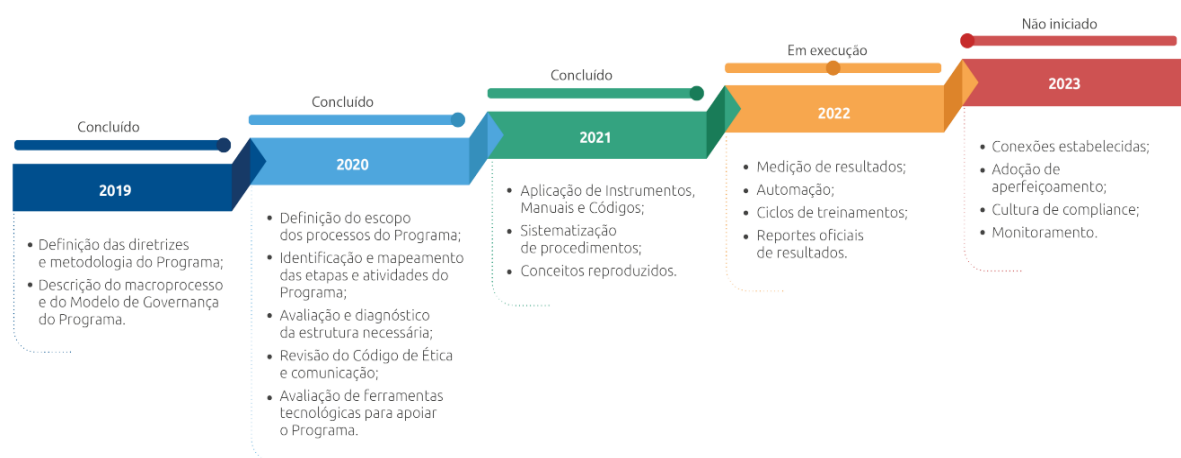 Concluído
2019
• Definição das diretrizes
e metodologia do Programa;
• Descrição do macroprocesso
e do Modelo de Governança
do Programa.
Concluído
2020
• Definição do escopo
dos processos do Programa;
• Identificação e mapeamento
das etapas e atividades do
Programa;
• Avaliação e diagnóstico
da estrutura necessária;
• Revisão do Código de Ética
e comunicação;
• Avaliação de ferramentas
tecnológicas para apoiar
o Programa.
Concluído
2021
• Aplicação de Instrumentos,
Manuais e Códigos;
• Sistematização
de procedimentos;
• Conceitos reproduzidos.
Em execução
2022
• Medição de resultados;
• Automação;
• Ciclos de treinamentos;
• Reportes oficiais
de resultados.
Não iniciado
2023
• Conexões estabelecidas;
• Adoção de
aperfeiçoamento;
• Cultura de compliance;
• Monitoramento.